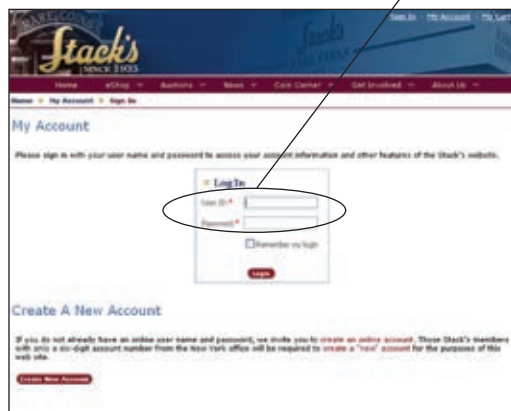 RARE COINS
Stack's
SINCE 1935
Sign In My Account My Cart
Home eShop Auctions News Coin Corner Get Involved About Us
Home > My Account > Sign In
My Account
Please sign in with your user name and password to access your account information and other features of the Stack's website.
Log In
User ID:*
Password:*
Remember my login
Login
Create A New Account
If you do not already have an online user name and password, we invite you to create an online account. Those Stack's members
with only a six-digit account number from the New York office will be required to create a "new" account for the purposes of this
web site.
Create New Account